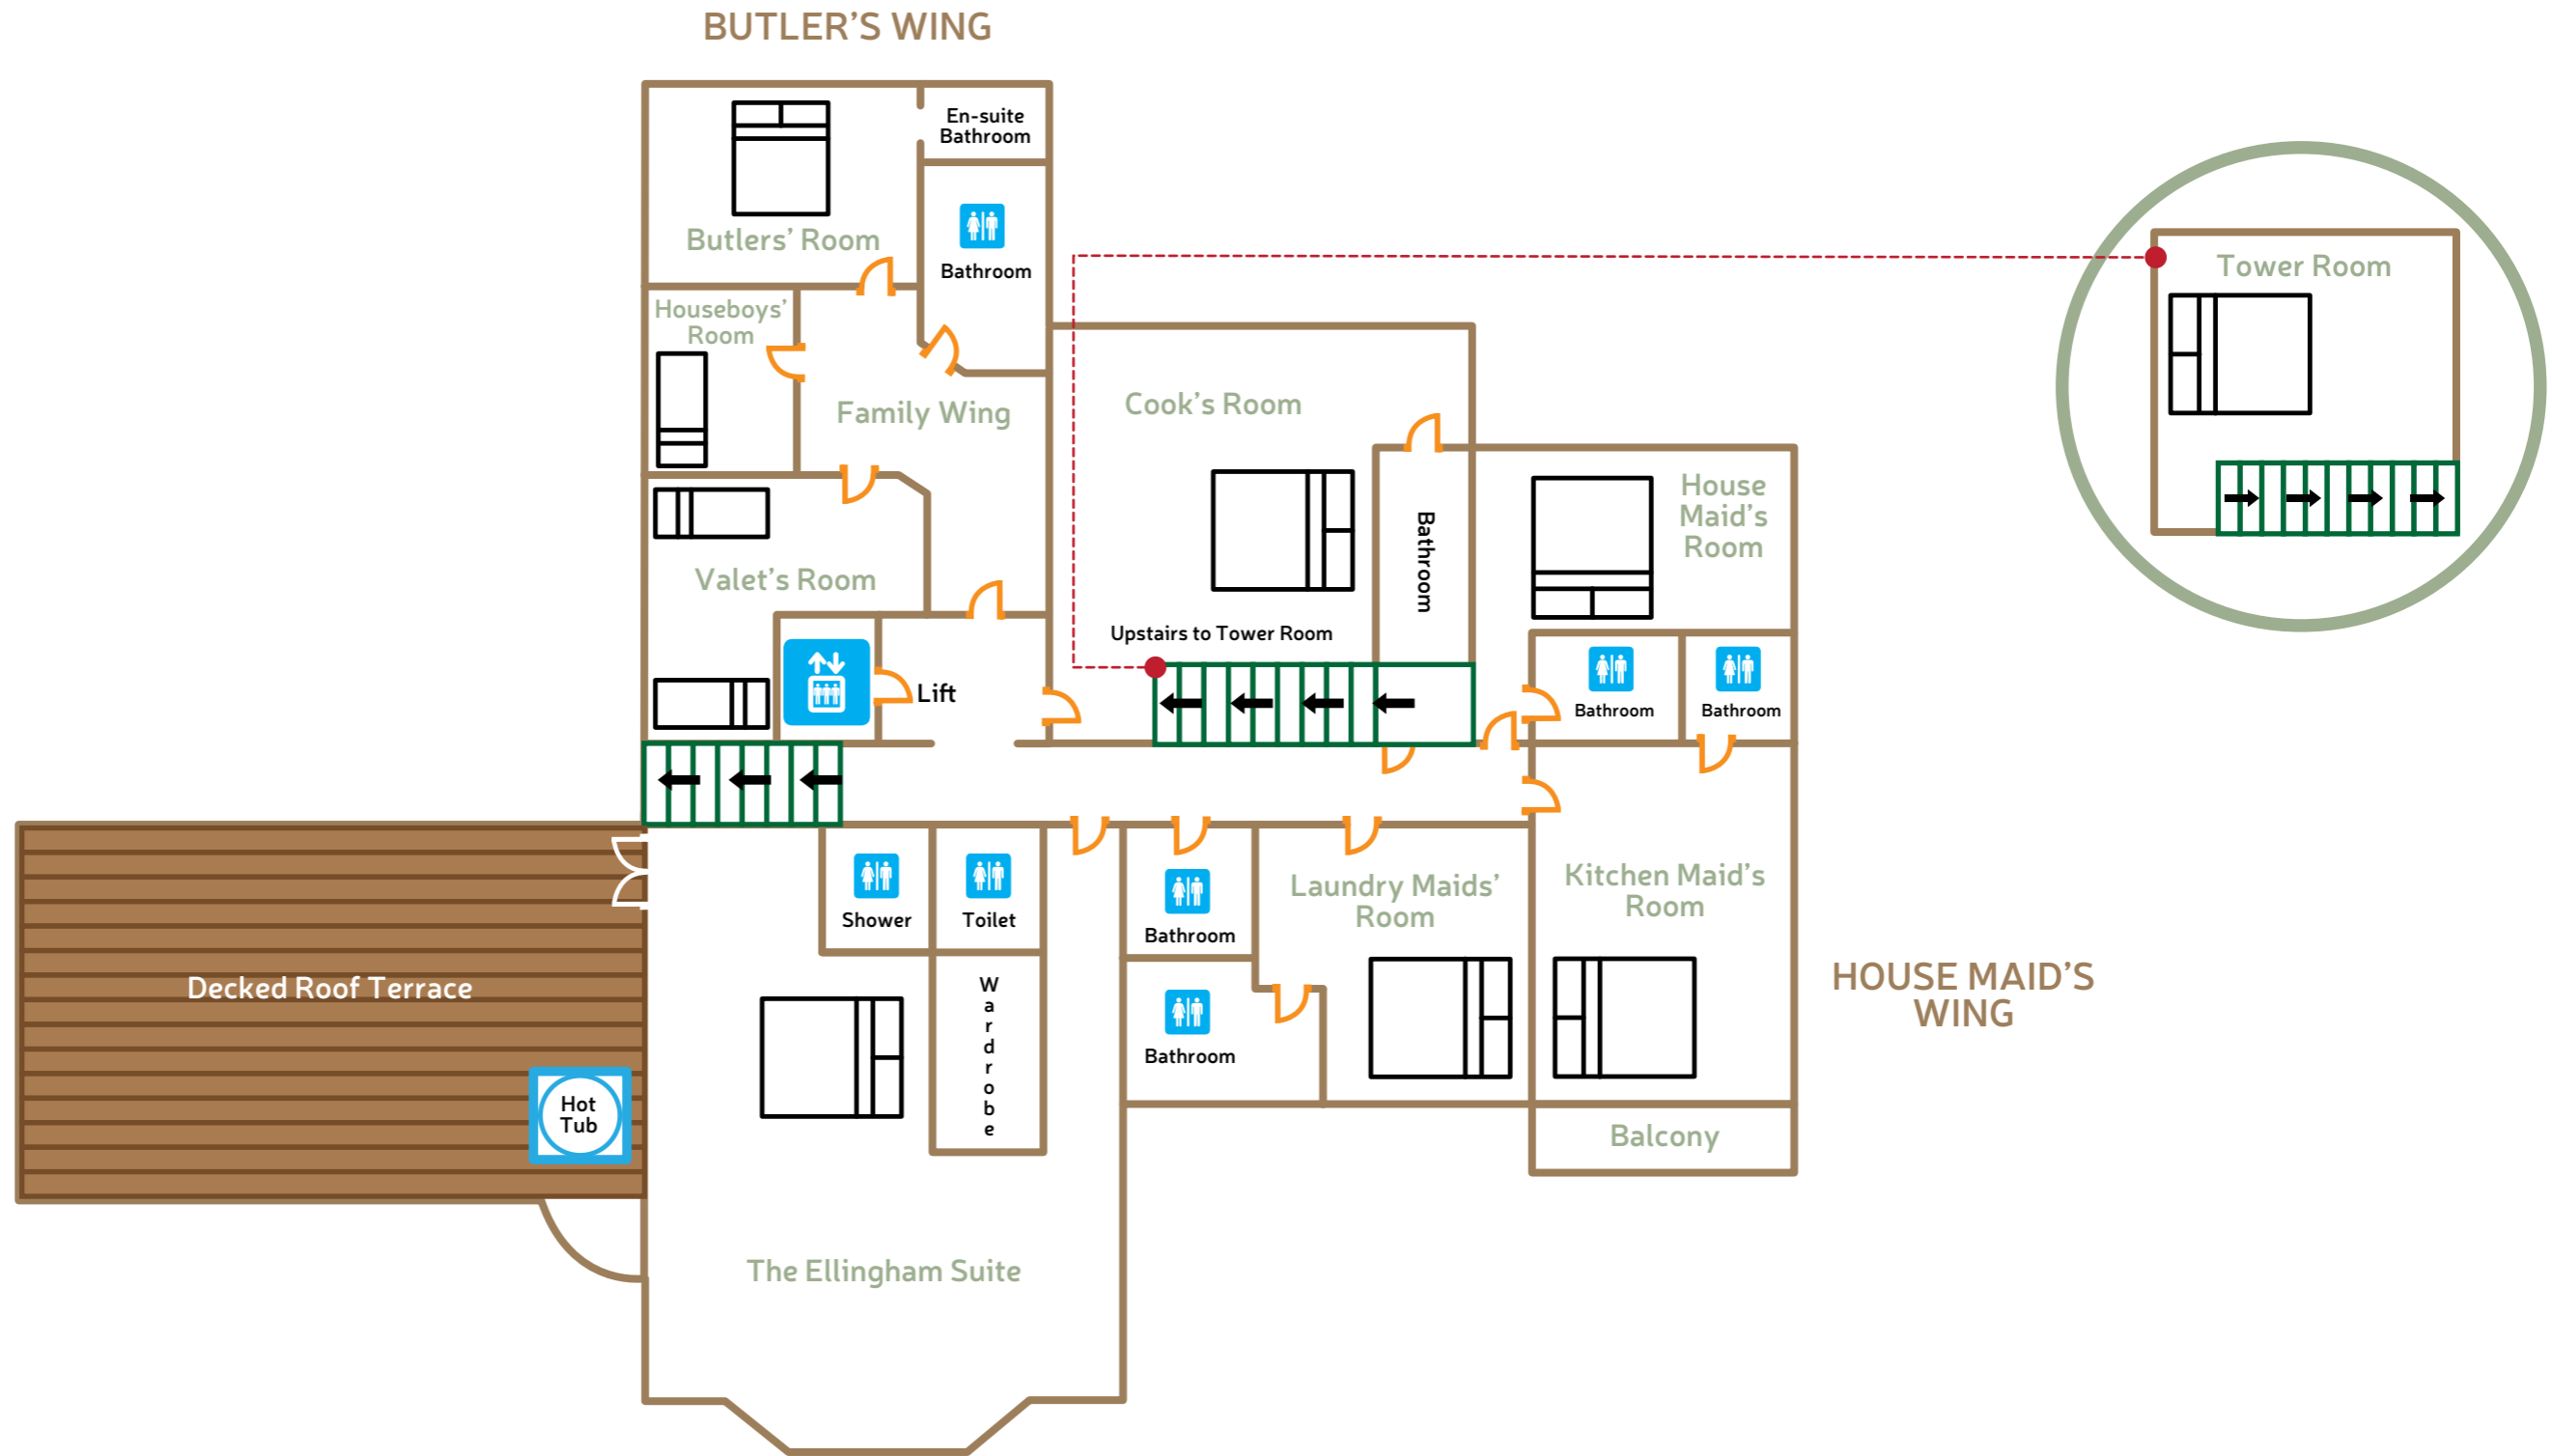 BUTLER’S WING
En-suite
Bathroom
Butlers’ Room
Bathroom
Tower Room
Houseboys’
Room
Family Wing
Cook’s Room
House
Maid’s
Room
Bathroom
Valet’s Room
Upstairs to Tower Room
Lift
Bathroom
Bathroom
Shower
Toilet
Bathroom
Laundry Maids’
Room
Kitchen Maid’s
Room
Decked Roof Terrace
Wardrobe
HOUSE MAID’S
WING
Bathroom
Hot
Tub
Balcony
The Ellingham Suite